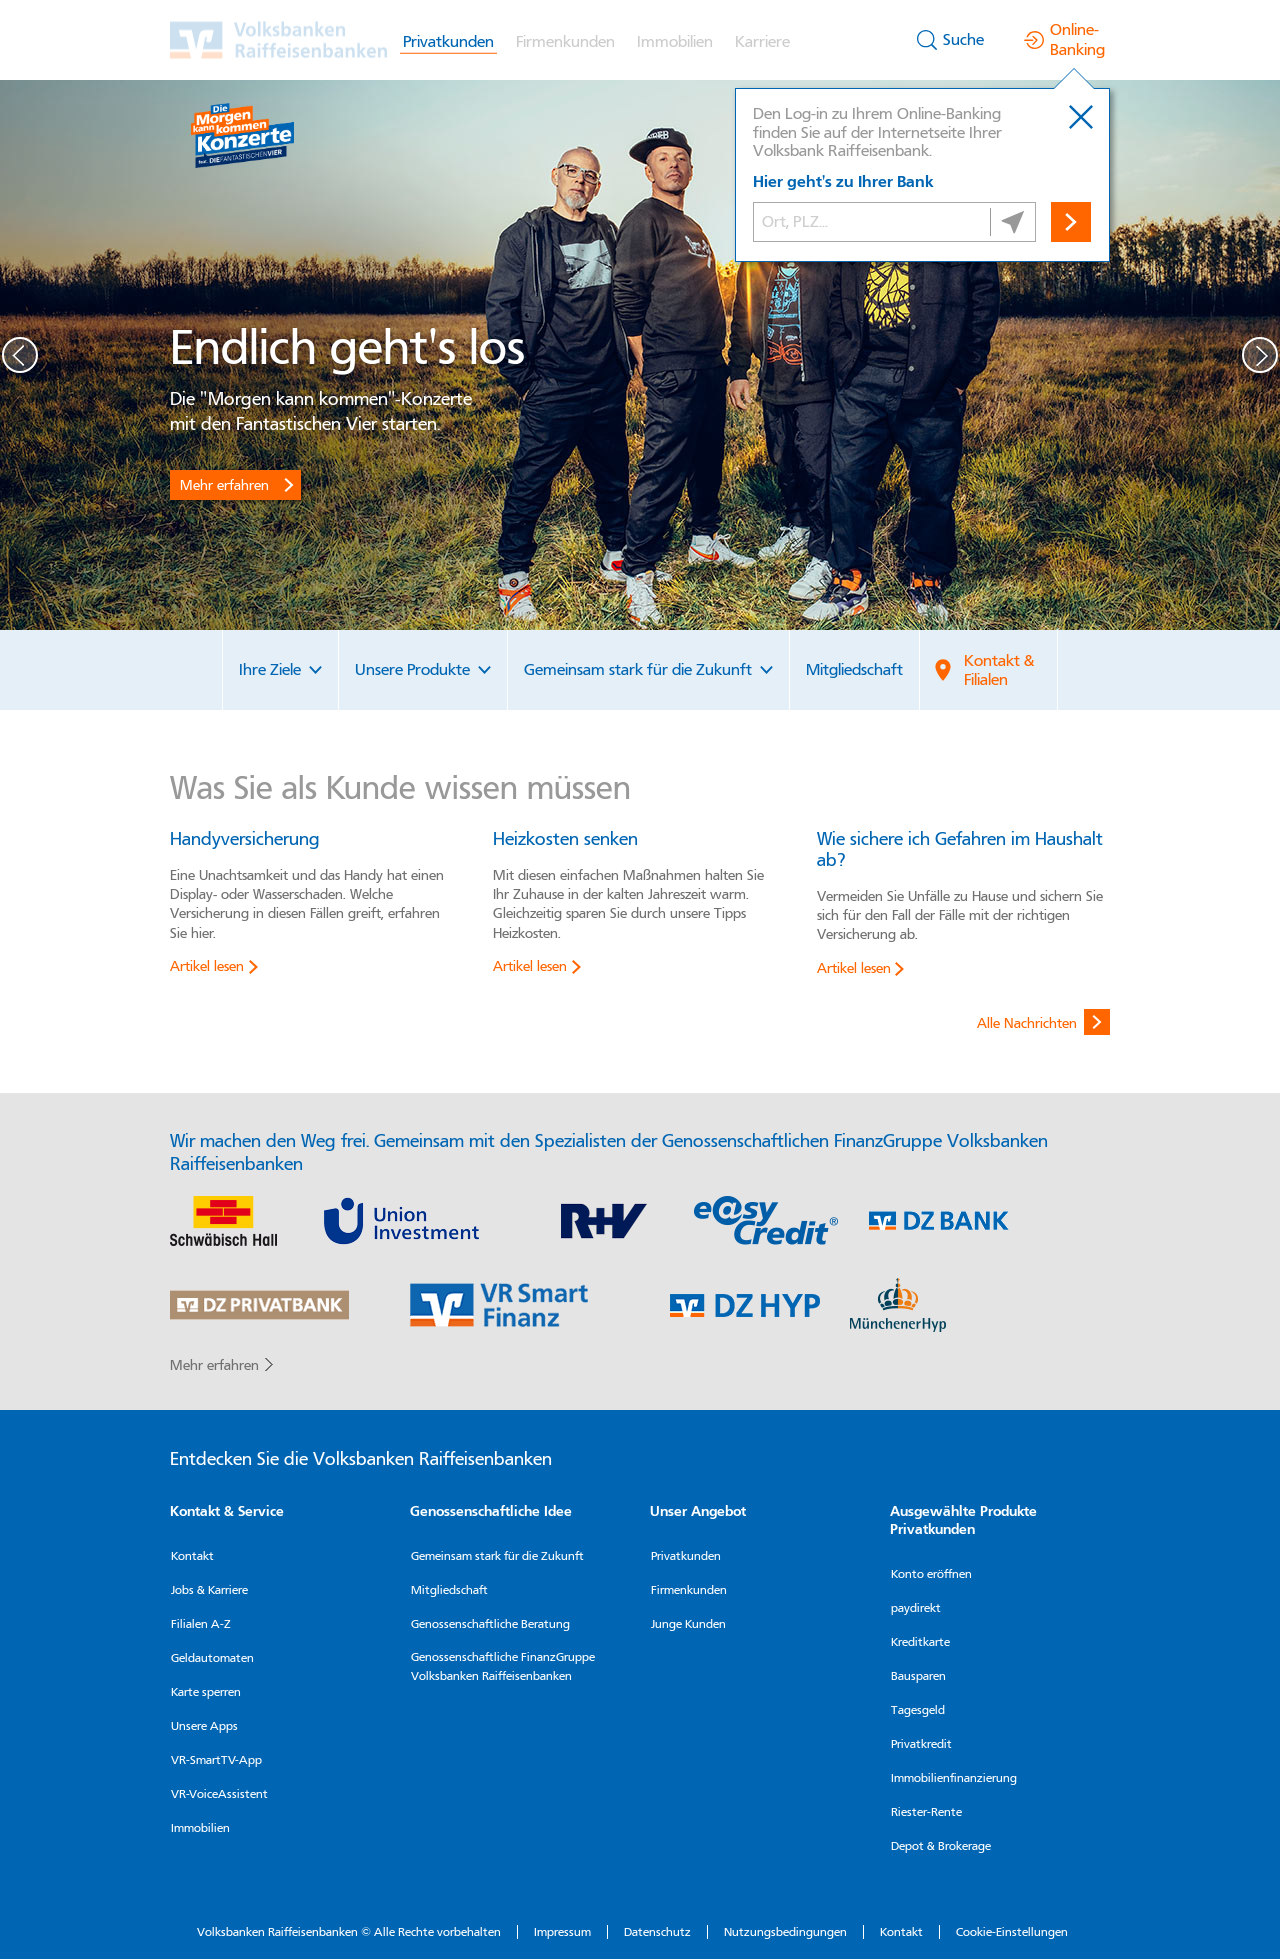 Volksbanken
Raiffeisenbanken
Privatkunden
Firmenkunden
Immobilien
Karriere
Suche
Online-
Banking
Den Log-in zu Ihrem Online-Banking
finden Sie auf der Internetseite Ihrer
Volksbank Raiffeisenbank.
Hier geht's zu Ihrer Bank
Ort, PLZ...
Die
Morgen
kann kommen
Konzerte
feat. DIE FANTASTISCHEN VIER
Endlich geht's los
Die "Morgen kann kommen"-Konzerte
mit den Fantastischen Vier starten.
Mehr erfahren
Ihre Ziele
Unsere Produkte
Gemeinsam stark für die Zukunft
Mitgliedschaft
Kontakt &
Filialen
Was Sie als Kunde wissen müssen
Handyversicherung
Eine Unachtsamkeit und das Handy hat einen
Display- oder Wasserschaden. Welche
Versicherung in diesen Fällen greift, erfahren
Sie hier.
Artikel lesen
Heizkosten senken
Mit diesen einfachen Maßnahmen halten Sie
Ihr Zuhause in der kalten Jahreszeit warm.
Gleichzeitig sparen Sie durch unsere Tipps
Heizkosten.
Artikel lesen
Wie sichere ich Gefahren im Haushalt
ab?
Vermeiden Sie Unfälle zu Hause und sichern Sie
sich für den Fall der Fälle mit der richtigen
Versicherung ab.
Artikel lesen
Alle Nachrichten
Wir machen den Weg frei. Gemeinsam mit den Spezialisten der Genossenschaftlichen FinanzGruppe Volksbanken
Raiffeisenbanken
Schwäbisch Hall
Union
Investment
R+V
e@sy
Credit®
DZ BANK
DZ PRIVATBANK
VR Smart
Finanz
DZ HYP
MünchenerHyp
Mehr erfahren
Entdecken Sie die Volksbanken Raiffeisenbanken
Kontakt & Service
Kontakt
Jobs & Karriere
Filialen A-Z
Geldautomaten
Karte sperren
Unsere Apps
VR-SmartTV-App
VR-VoiceAssistent
Immobilien
Genossenschaftliche Idee
Gemeinsam stark für die Zukunft
Mitgliedschaft
Genossenschaftliche Beratung
Genossenschaftliche FinanzGruppe
Volksbanken Raiffeisenbanken
Unser Angebot
Privatkunden
Firmenkunden
Junge Kunden
Ausgewählte Produkte
Privatkunden
Konto eröffnen
paydirekt
Kreditkarte
Bausparen
Tagesgeld
Privatkredit
Immobilienfinanzierung
Riester-Rente
Depot & Brokerage
Volksbanken Raiffeisenbanken © Alle Rechte vorbehalten
Impressum
Datenschutz
Nutzungsbedingungen
Kontakt
Cookie-Einstellungen